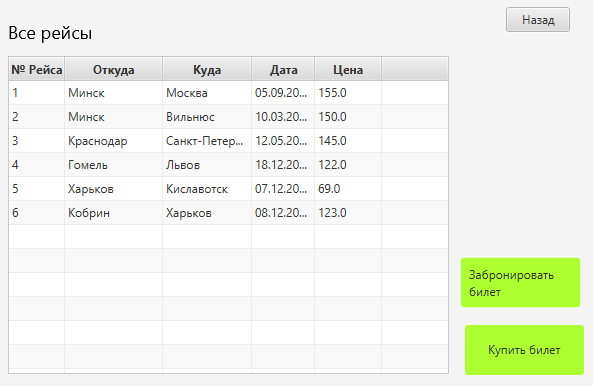 Назад
Все рейсы
№ Рейса Откуда Куда Дата Цена
1 Минск Москва 05.09.20... 155.0
2 Минск Вильнюс 10.03.20... 150.0
3 Краснодар Санкт-Петер... 12.05.20... 145.0
4 Гомель Львов 18.12.20... 122.0
5 Харьков Киславотск 07.12.20... 69.0
6 Кобрин Харьков 08.12.20... 123.0
Забронировать
билет
Купить билет